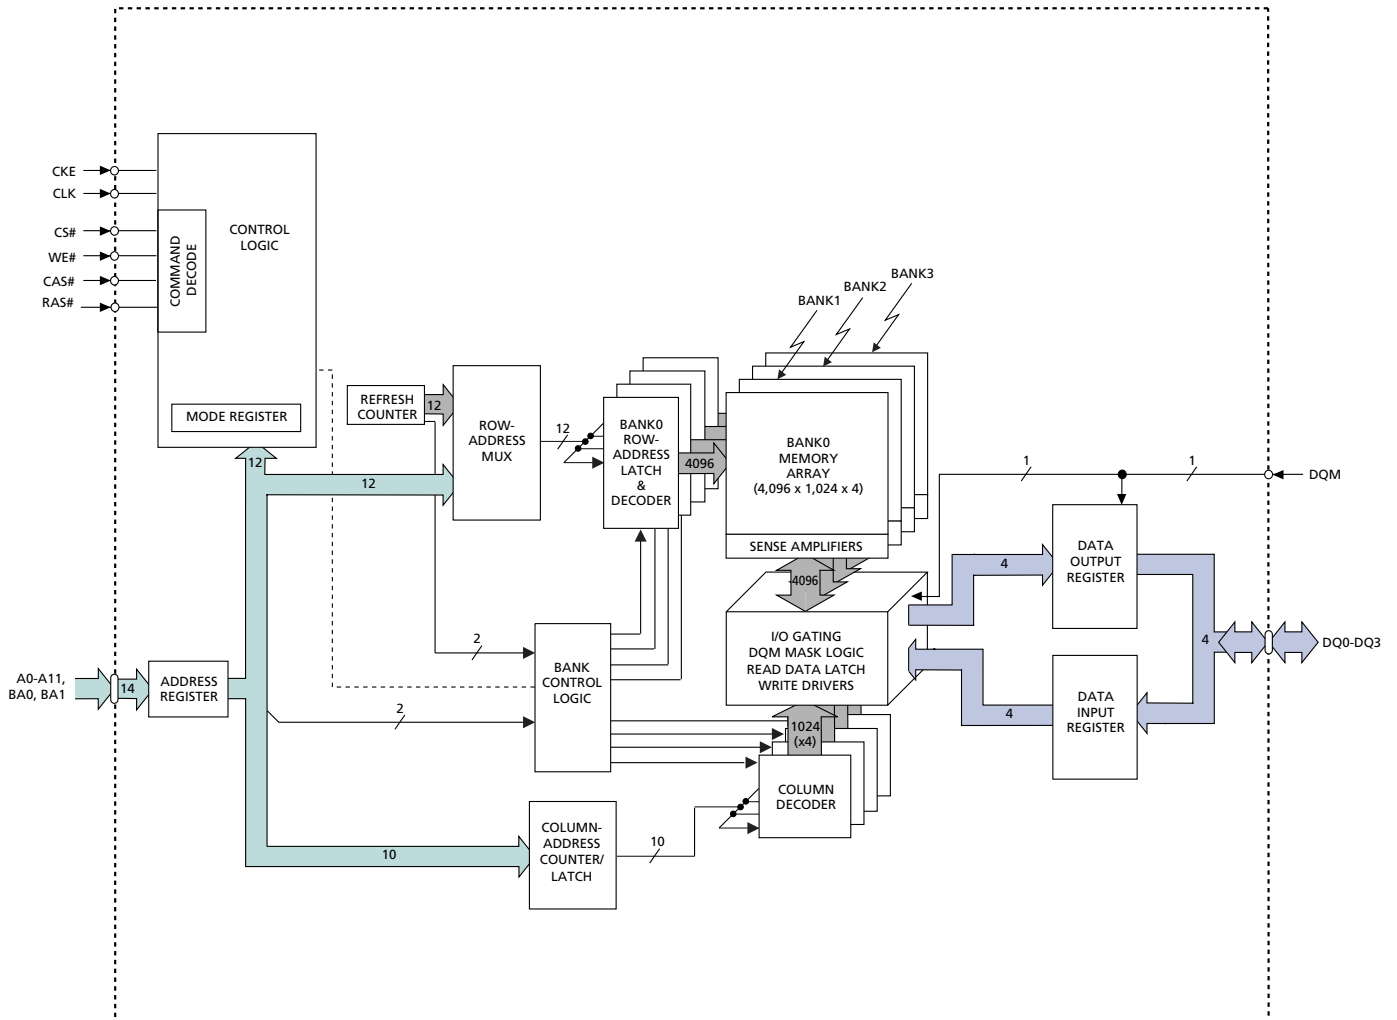 CKE
CLK
CS#
WE#
CAS#
RAS#
COMMAND
DECODE
CONTROL
LOGIC
MODE REGISTER
BANK1
BANK2
BANK3
REFRESH
COUNTER
12
12
12
ROW-
ADDRESS
MUX
12
BANK0
ROW-
ADDRESS
LATCH
&
DECODER
4096
BANK0
MEMORY
ARRAY
(4,096 x 1,024 x 4)
SENSE AMPLIFIERS
4096
I/O GATING
DQM MASK LOGIC
READ DATA LATCH
WRITE DRIVERS
1
1
DQM
4
DATA
OUTPUT
REGISTER
4
DQ0-DQ3
4
DATA
INPUT
REGISTER
A0-A11,
BA0, BA1
14
ADDRESS
REGISTER
2
2
BANK
CONTROL
LOGIC
1024
(x4)
COLUMN
DECODER
10
COLUMN-
ADDRESS
COUNTER/
LATCH
10